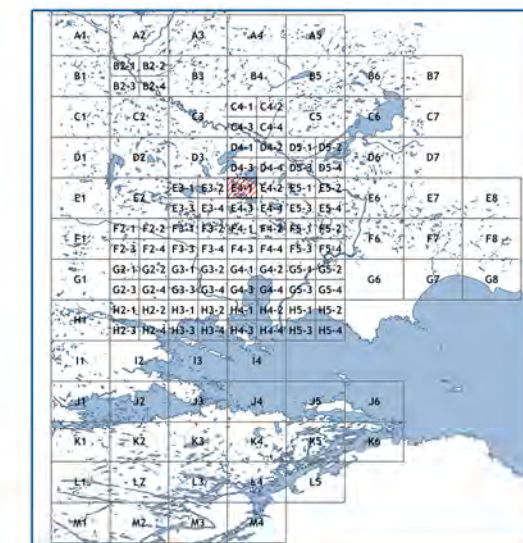 A1 A2 A3 A4 A5
B2-1 B2-2
B1 B3 B4 B5 B6 B7
B2-3 B2-4
C4-1 C4-2
C1 C2 C3 C5 C6 C7
C4-3 C4-4
D4-1 D4-2 D5-1 D5-2
D1 D2 D3 D6 D7
D4-3 D4-4 D5-3 D5-4
E3-1 E3-2 E4-1 E4-2 E5-1 E5-2
E1 E2 E6 E7 E8
E3-3 E3-4 E4-3 E4-4 E5-3 E5-4
F2-1 F2-2 F3-1 F3-2 F4-1 F4-2 F5-1 F5-2
F1 F6 F7 F8
F2-3 F2-4 F3-3 F3-4 F4-3 F4-4 F5-3 F5-4
G2-1 G2-2 G3-1 G3-2 G4-1 G4-2 G5-1 G5-2
G1 G6 G7 G8
G2-3 G2-4 G3-3 G3-4 G4-3 G4-4 G5-3 G5-4
H2-1 H2-2 H3-1 H3-2 H4-1 H4-2 H5-1 H5-2
H1
H2-3 H2-4 H3-3 H3-4 H4-3 H4-4 H5-3 H5-4
I1 I2 I3 I4
J1 J2 J3 J4 J5 J6
K1 K2 K3 K4 K5 K6
L1 L2 L3 L4 L5
M1 M2 M3 M4